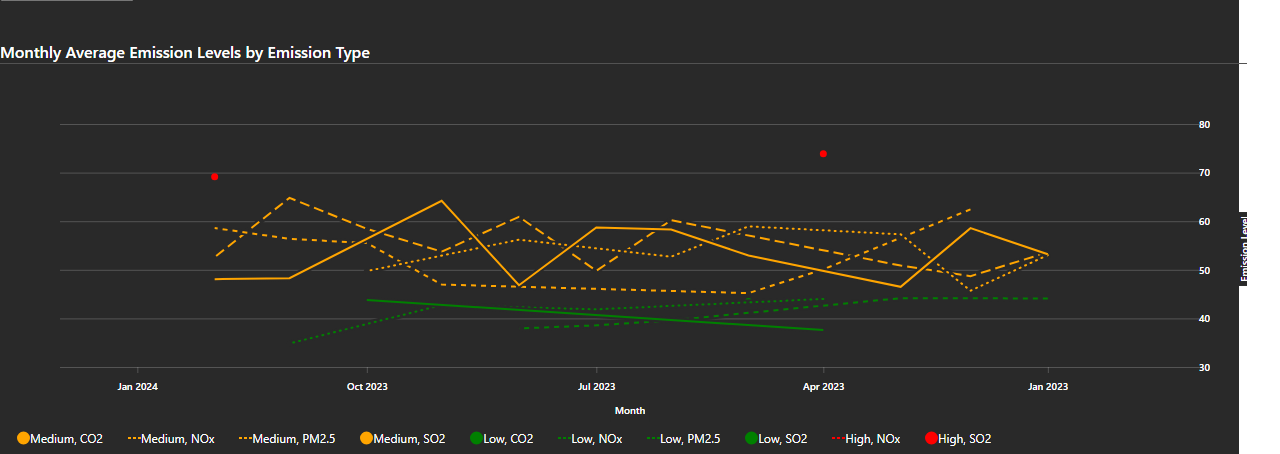 Monthly Average Emission Levels by Emission Type
80
70
60
50
40
30
Emission Level
Jan 2024 Oct 2023 Jul 2023 Apr 2023 Jan 2023
Month
Medium, CO2 Medium, NOx Medium, PM2.5 Medium, SO2 Low, CO2 Low, NOx Low, PM2.5 Low, SO2 High, NOx High, SO2